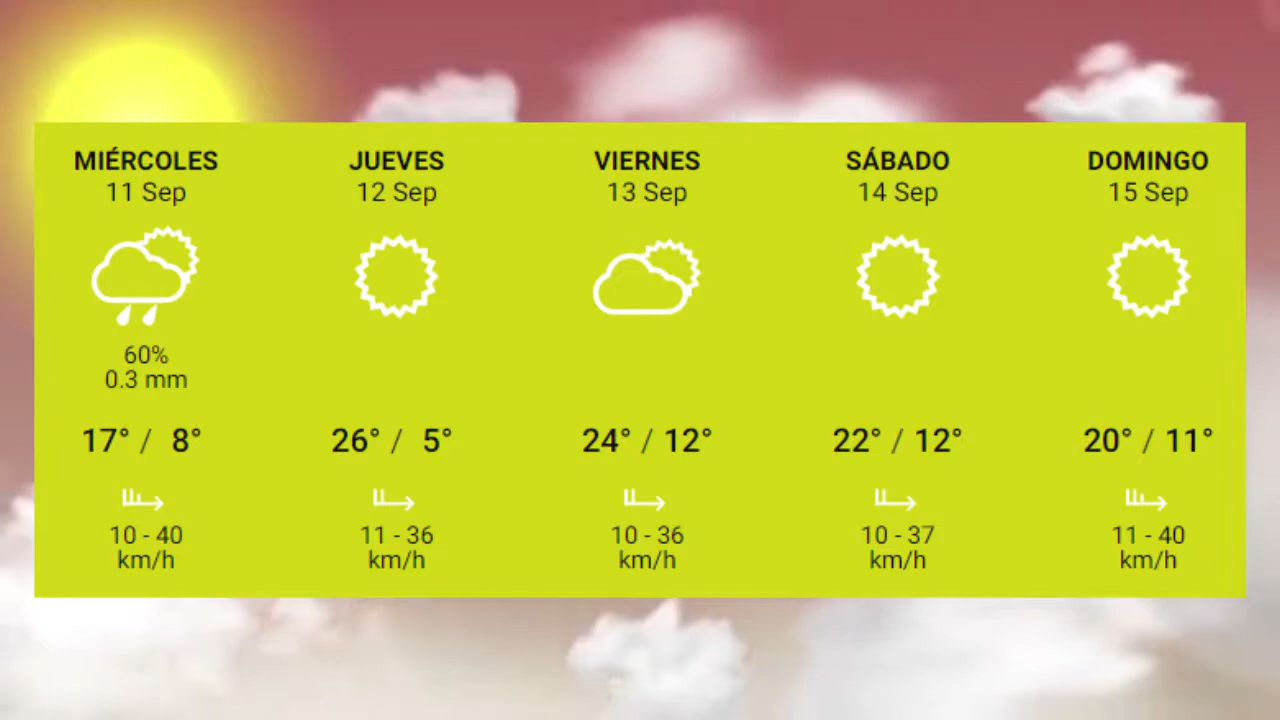 MIÉRCOLES
11 Sep
60%
0.3 mm
17° / 8°
10 - 40
km/h
JUEVES
12 Sep
26° / 5°
11 - 36
km/h
VIERNES
13 Sep
24° / 12°
10 - 36
km/h
SÁBADO
14 Sep
22° / 12°
10 - 37
km/h
DOMINGO
15 Sep
20° / 11°
11 - 40
km/h